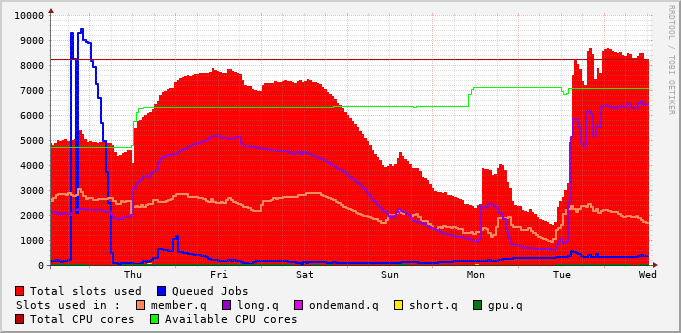 10000
9000
8000
7000
6000
5000
4000
3000
2000
1000
0
Thu Fri Sat Sun Mon Tue Wed
RRDTOOL / TOBI OETIKER
Total slots used Queued Jobs
Slots used in : member.q long.q ondemand.q short.q gpu.q
Total CPU cores Available CPU cores